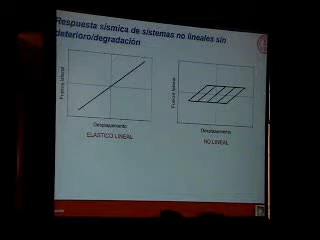 Respuesta sísmica de sistemas no lineales sin
deterioro/degradación
Fuerza lateral
Fuerza lateral
Desplazamiento
Desplazamiento
ELASTICO LINEAL
NO LINEAL